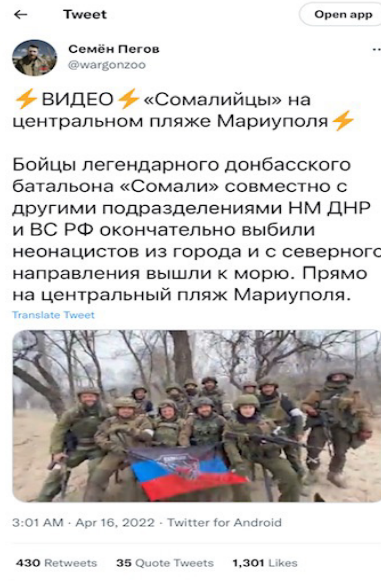 Tweet
Open app
Семён Пегов
@wargonzoo
⚡ВИДЕО⚡«Сомалийцы» на
центральном пляже Мариуполя⚡
Бойцы легендарного донбасского
батальона «Сомали» совместно с
другими подразделениями НМ ДНР
и ВС РФ окончательно выбили
неонацистов из города и с северного
направления вышли к морю. Прямо
на центральный пляж Мариуполя.
Translate Tweet
3:01 AM · Apr 16, 2022 · Twitter for Android
430 Retweets 35 Quote Tweets 1,301 Likes